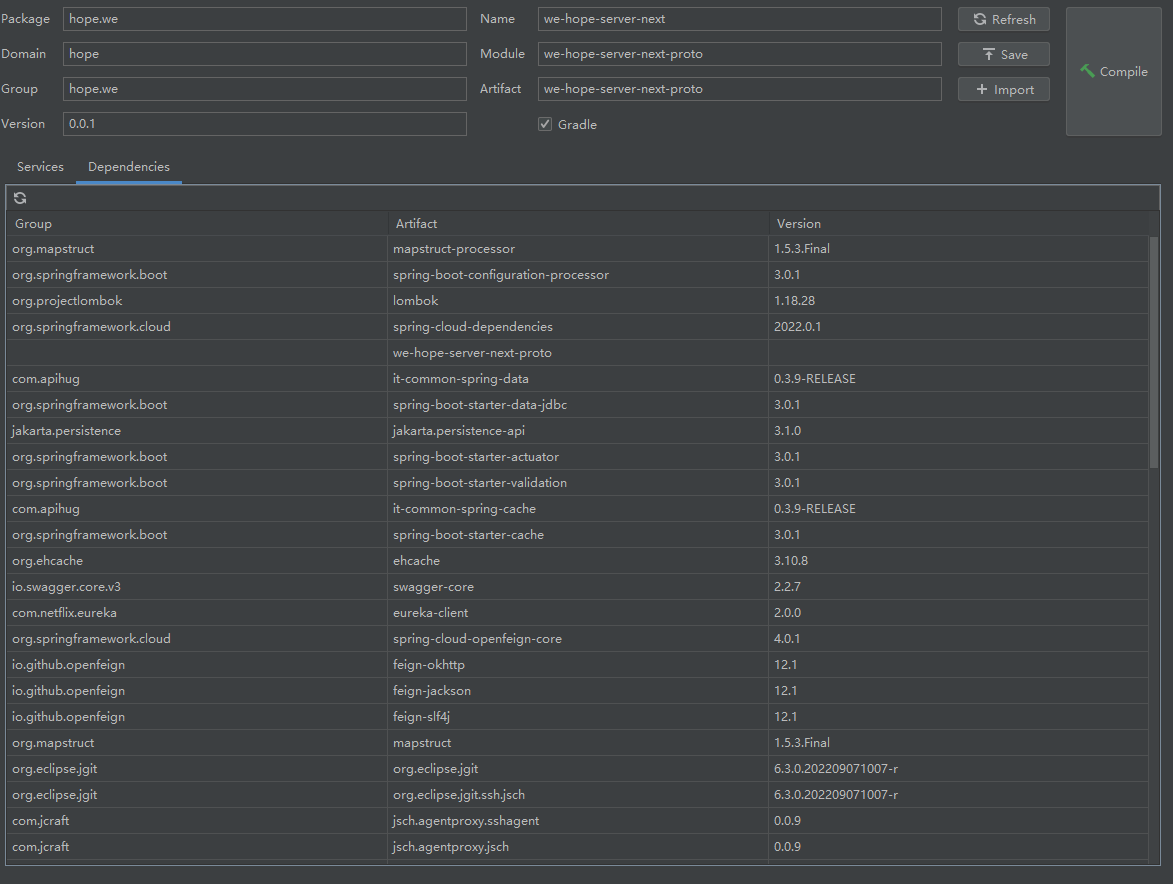 Package hope.we Name we-hope-server-next Refresh
Domain hope Module we-hope-server-next-proto Save
Group hope.we Artifact we-hope-server-next-proto Import
Compile
Version 0.0.1 Gradle
Services Dependencies
Group Artifact Version
org.mapstruct mapstruct-processor 1.5.3.Final
org.springframework.boot spring-boot-configuration-processor 3.0.1
org.projectlombok lombok 1.18.28
org.springframework.cloud spring-cloud-dependencies 2022.0.1
we-hope-server-next-proto
com.apihug it-common-spring-data 0.3.9-RELEASE
org.springframework.boot spring-boot-starter-data-jdbc 3.0.1
jakarta.persistence jakarta.persistence-api 3.1.0
org.springframework.boot spring-boot-starter-actuator 3.0.1
org.springframework.boot spring-boot-starter-validation 3.0.1
com.apihug it-common-spring-cache 0.3.9-RELEASE
org.springframework.boot spring-boot-starter-cache 3.0.1
org.ehcache ehcache 3.10.8
io.swagger.core.v3 swagger-core 2.2.7
com.netflix.eureka eureka-client 2.0.0
org.springframework.cloud spring-cloud-openfeign-core 4.0.1
io.github.openfeign feign-okhttp 12.1
io.github.openfeign feign-jackson 12.1
io.github.openfeign feign-slf4j 12.1
org.mapstruct mapstruct 1.5.3.Final
org.eclipse.jgit org.eclipse.jgit 6.3.0.202209071007-r
org.eclipse.jgit org.eclipse.jgit.ssh.jsch 6.3.0.202209071007-r
com.jcraft jsch.agentproxy.sshagent 0.0.9
com.jcraft jsch.agentproxy.jsch 0.0.9